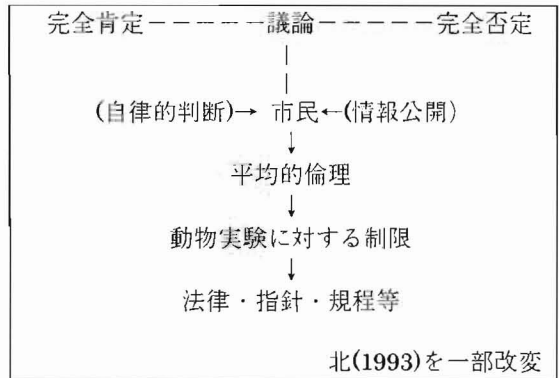 完全肯定-----議論-----完全否定
(自律的判断)→ 市民←(情報公開)
平均的倫理
動物実験に対する制限
法律・指針・規程等
北(1993)を一部改変